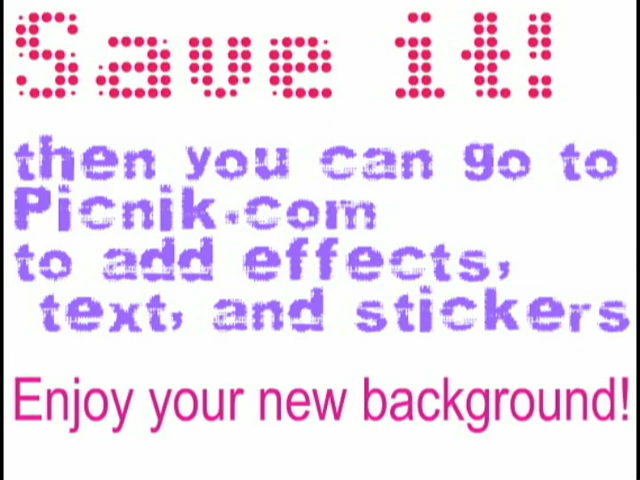 Save it!
then you can go to
Picnik.com
to add effects,
text, and stickers
Enjoy your new background!